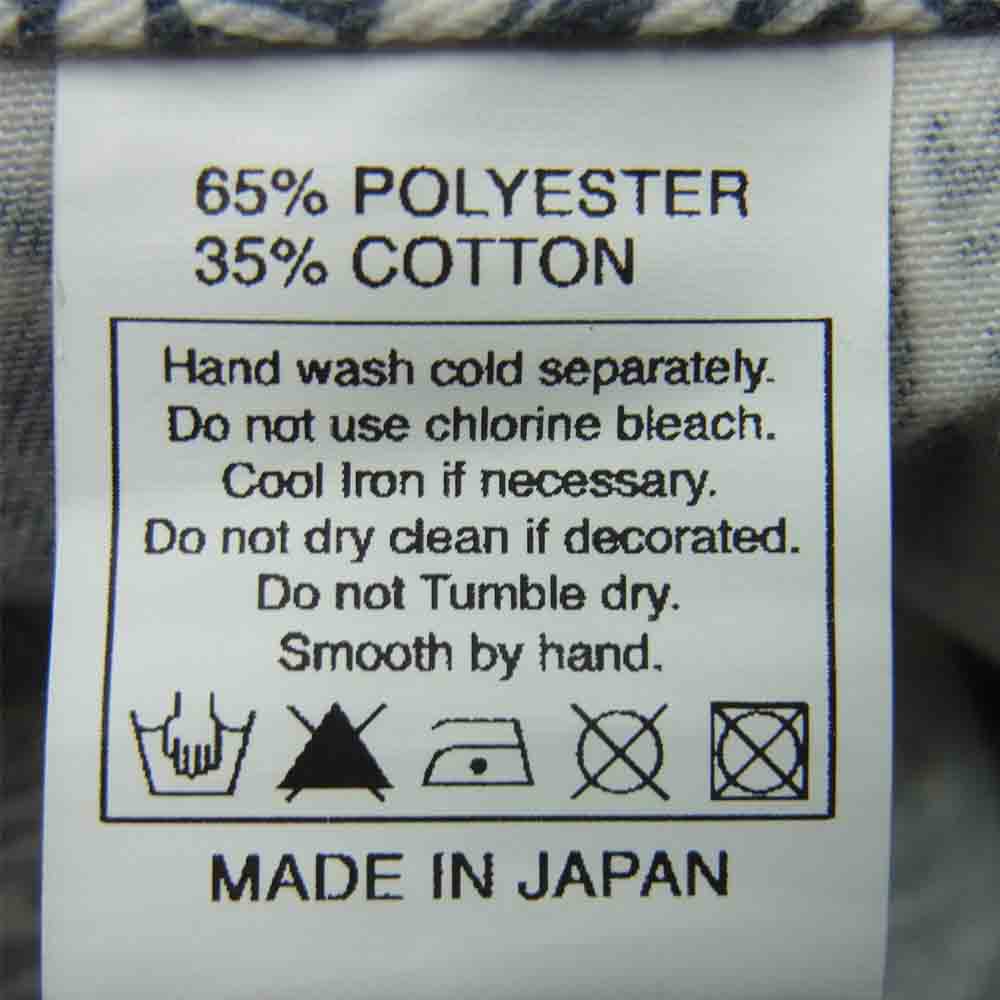 65% POLYESTER
35% COTTON
Hand wash cold separately.
Do not use chlorine bleach.
Cool Iron if necessary.
Do not dry clean if decorated.
Do not Tumble dry.
Smooth by hand.
MADE IN JAPAN